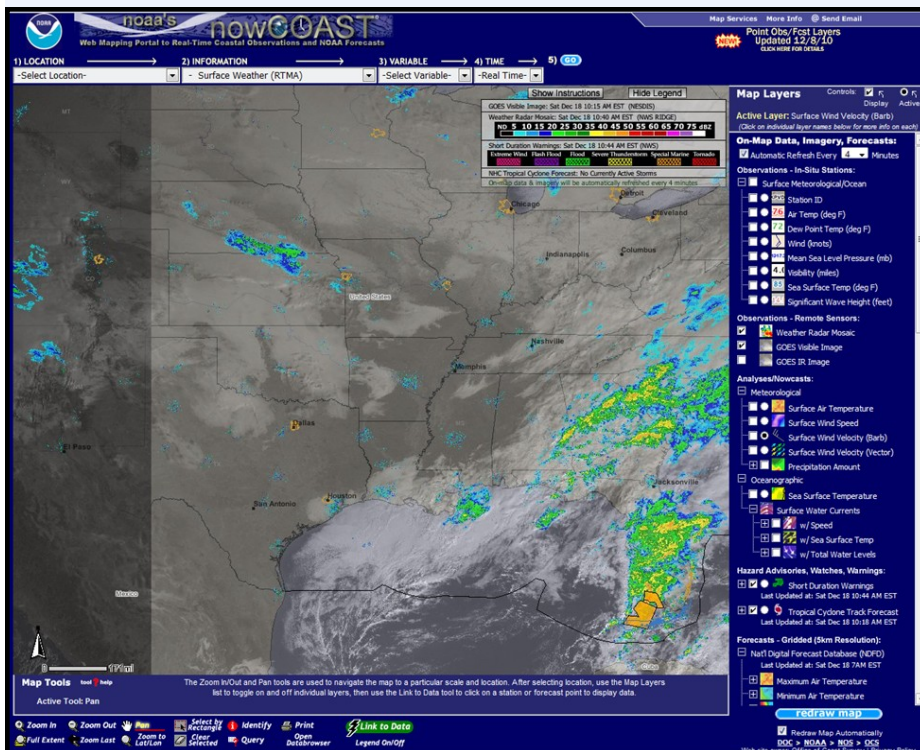 NOAA
noaa's
nowCOAST
Web Mapping Portal to Real-Time Coastal Observations and NOAA Forecasts
Map Services More Info @ Send Email
NEW
Point Obs/Fcst Layers
Updated 12/8/10
CLICK HERE FOR DETAILS
1) LOCATION 2) INFORMATION 3) VARIABLE 4) TIME 5) GO
-Select Location- - Surface Weather (RTMA) -Select Variable- -Real Time-
Show Instructions Hide Legend
GOES Visible Image: Sat Dec 18 10:15 AM EST (NESDIS)
Weather Radar Mosaic: Sat Dec 18 10:40 AM EST (NWS RIDGE)
ND 5 10 15 20 25 30 35 40 45 50 55 60 65 70 75 dBZ
Short Duration Warnings: Sat Dec 18 10:44 AM EST (NWS)
Extreme Wind Flash Flood Flood Severe Thunderstorm Special Marine Tornado
NHC Tropical Cyclone Forecast: No Currently Active Storms
On-map data & imagery will be automatically refreshed every 4 minutes
MT
WY
CO
Detroit
Chicago
Cleveland
Indianapolis
Columbus
United States
Nashville
Memphis
Dallas
El Paso
Jacksonville
San Antonio
Houston
Mexico
Cuba
0 171mi
Map Layers Controls: Display Active
Active Layer: Surface Wind Velocity (Barb)
(Click on individual layer names below for more info on each)
On-Map Data, Imagery, Forecasts:
Automatic Refresh Every 4 Minutes
Observations - In-Situ Stations:
Surface Meteorological/Ocean
Station ID
76 Air Temp (deg F)
72 Dew Point Temp (deg F)
Wind (knots)
Mean Sea Level Pressure (mb)
4.0 Visibility (miles)
85 Sea Surface Temp (deg F)
Significant Wave Height (feet)
Observations - Remote Sensors:
Weather Radar Mosaic
GOES Visible Image
GOES IR Image
Analyses/Nowcasts:
Meteorological
Surface Air Temperature
Surface Wind Speed
Surface Wind Velocity (Barb)
Surface Wind Velocity (Vector)
Precipitation Amount
Oceanographic
Sea Surface Temperature
Surface Water Currents
w/ Speed
w/ Sea Surface Temp
w/ Total Water Levels
Hazard Advisories, Watches, Warnings:
Short Duration Warnings
Last Updated at: Sat Dec 18 10:44 AM EST
Tropical Cyclone Track Forecast
Last Updated at: Sat Dec 18 10:18 AM EST
Forecasts - Gridded (5km Resolution):
Nat'l Digital Forecast Database (NDFD)
Last Updated at: Sat Dec 18 7AM EST
Maximum Air Temperature
Minimum Air Temperature
redraw map
Redraw Map Automatically
DOC > NOAA > NOS > OCS
Map Tools tool ? help
Active Tool: Pan
The Zoom In/Out and Pan tools are used to navigate the map to a particular scale and location. After selecting location, use the Map Layers
list to toggle on and off individual layers, then use the Link to Data tool to click on a station or forecast point to display data.
Zoom In Zoom Out Pan Select by Rectangle Identify Print Link to Data
Full Extent Zoom Last Zoom to Lat/Lon Clear Selected Query Open Databrowser Legend On/Off